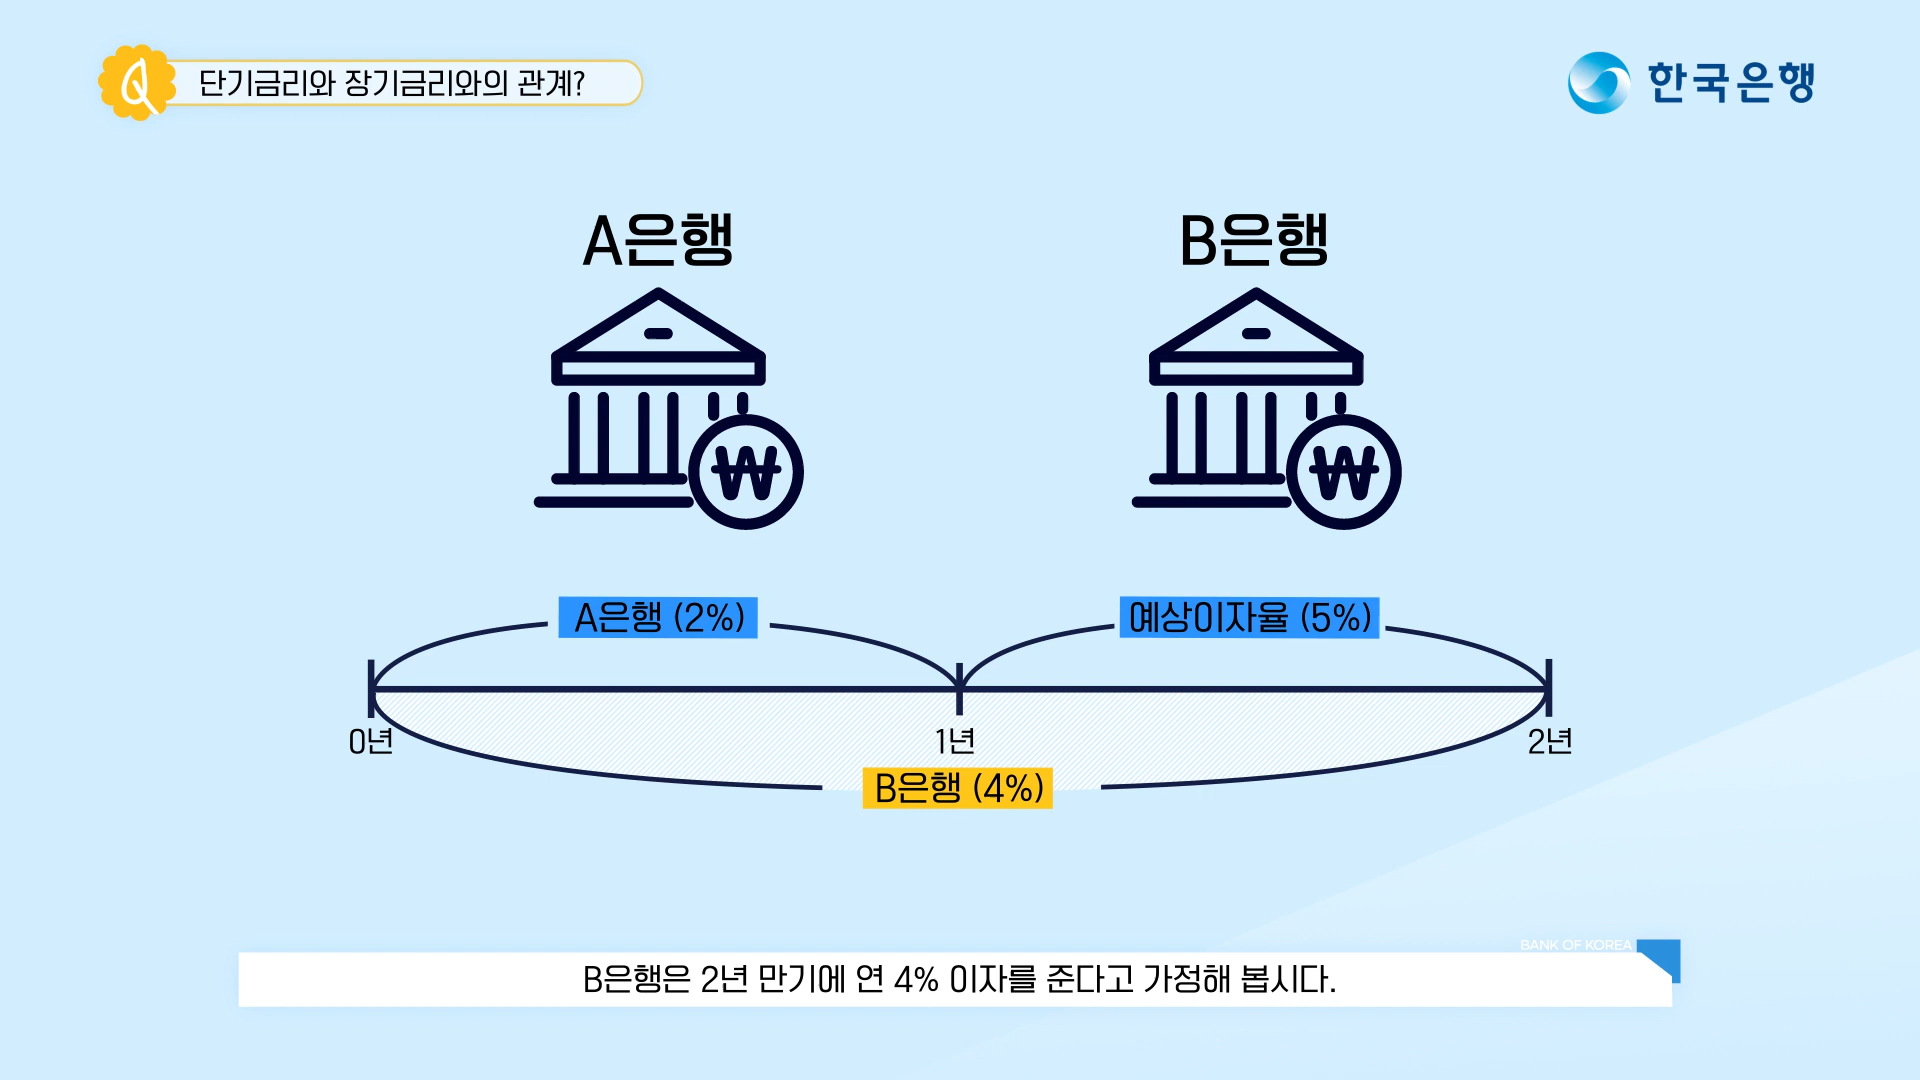 Q 단기금리와 장기금리와의 관계?
한국은행
A은행
B은행
₩
₩
A은행 (2%)
예상이자율 (5%)
0년
1년
2년
B은행 (4%)
BANK OF KOREA
B은행은 2년 만기에 연 4% 이자를 준다고 가정해 봅시다.